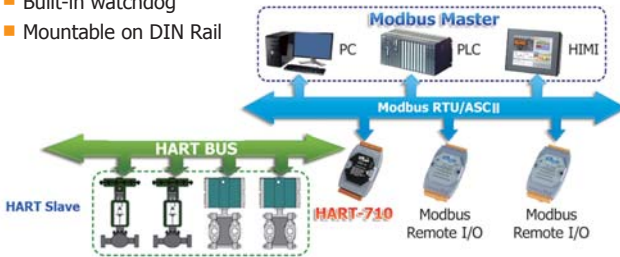 Built-in watchdog
Mountable on DIN Rail
Modbus Master
PC
PLC
HIMI
Modbus RTU/ASCII
HART BUS
HART Slave
HART-710
Modbus
Remote I/O
Modbus
Remote I/O